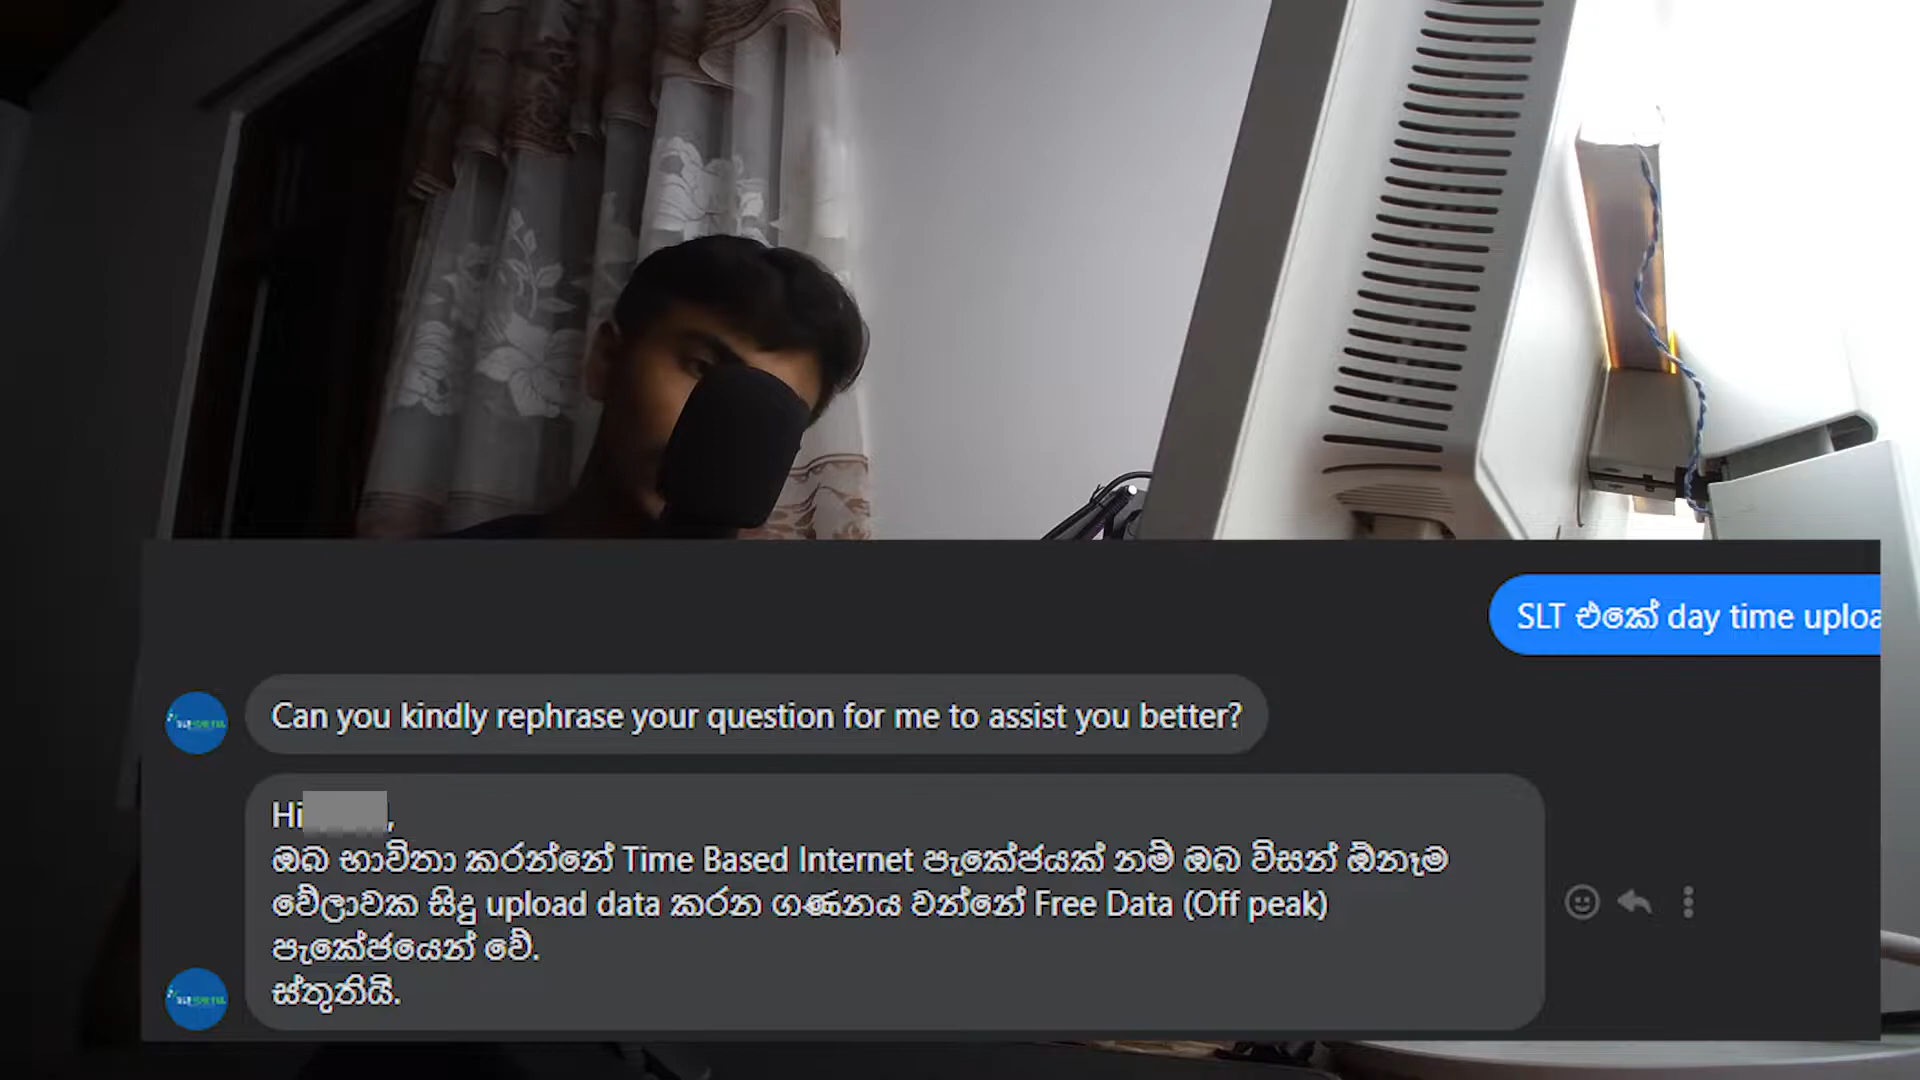 SLT එකේ day time uploa
Can you kindly rephrase your question for me to assist you better?
Hi ,
ඔබ භාවිතා කරන්නේ Time Based Internet පැකේජයක් නම් ඔබ විසන් ඕනෑම
වේලාවක සිදු upload data කරන ගණනය වන්නේ Free Data (Off peak)
පැකේජයෙන් වේ.
ස්තුතියි.